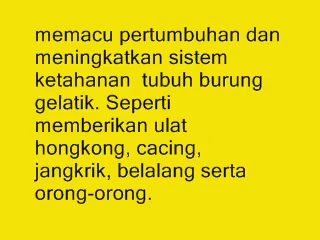 memacu pertumbuhan dan
meningkatkan sistem
ketahanan  tubuh burung
gelatik. Seperti
memberikan ulat
hongkong, cacing,
jangkrik, belalang serta
orong-orong.